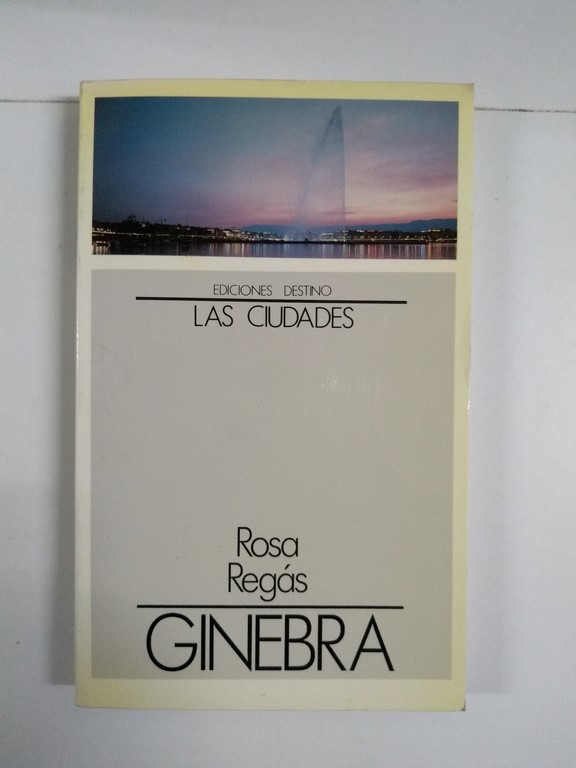 EDICIONES DESTINO
LAS CIUDADES
Rosa
Regás
GINEBRA